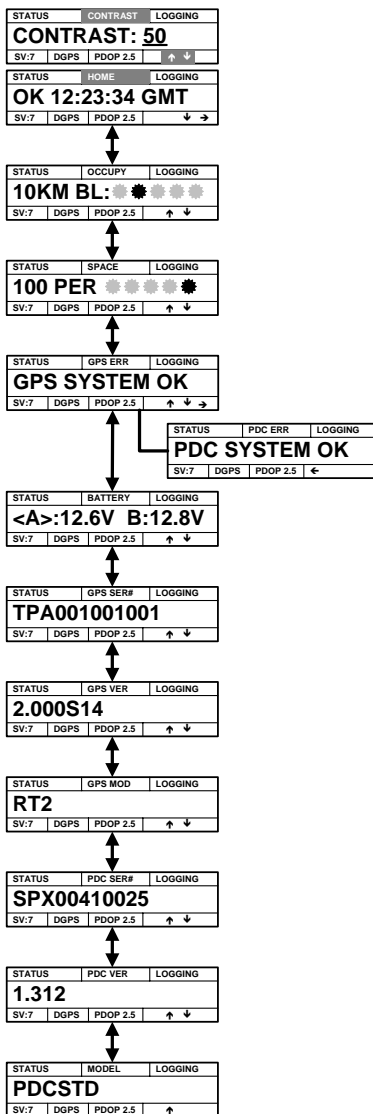 STATUS CONTRAST LOGGING
CONTRAST: 50
SV:7 DGPS PDOP 2.5 ↑ ↓
STATUS HOME LOGGING
OK 12:23:34 GMT
SV:7 DGPS PDOP 2.5 ↓ →
STATUS OCCUPY LOGGING
10KM BL:
SV:7 DGPS PDOP 2.5 ↑ ↓
STATUS SPACE LOGGING
100 PER
SV:7 DGPS PDOP 2.5 ↑ ↓
STATUS GPS ERR LOGGING
GPS SYSTEM OK
SV:7 DGPS PDOP 2.5 ↑ ↓ →
STATUS PDC ERR LOGGING
PDC SYSTEM OK
SV:7 DGPS PDOP 2.5 ←
STATUS BATTERY LOGGING
<A>:12.6V B:12.8V
SV:7 DGPS PDOP 2.5 ↑ ↓
STATUS GPS SER# LOGGING
TPA001001001
SV:7 DGPS PDOP 2.5 ↑ ↓
STATUS GPS VER LOGGING
2.000S14
SV:7 DGPS PDOP 2.5 ↑ ↓
STATUS GPS MOD LOGGING
RT2
SV:7 DGPS PDOP 2.5 ↑ ↓
STATUS PDC SER# LOGGING
SPX00410025
SV:7 DGPS PDOP 2.5 ↑ ↓
STATUS PDC VER LOGGING
1.312
SV:7 DGPS PDOP 2.5 ↑ ↓
STATUS MODEL LOGGING
PDCSTD
SV:7 DGPS PDOP 2.5 ↑